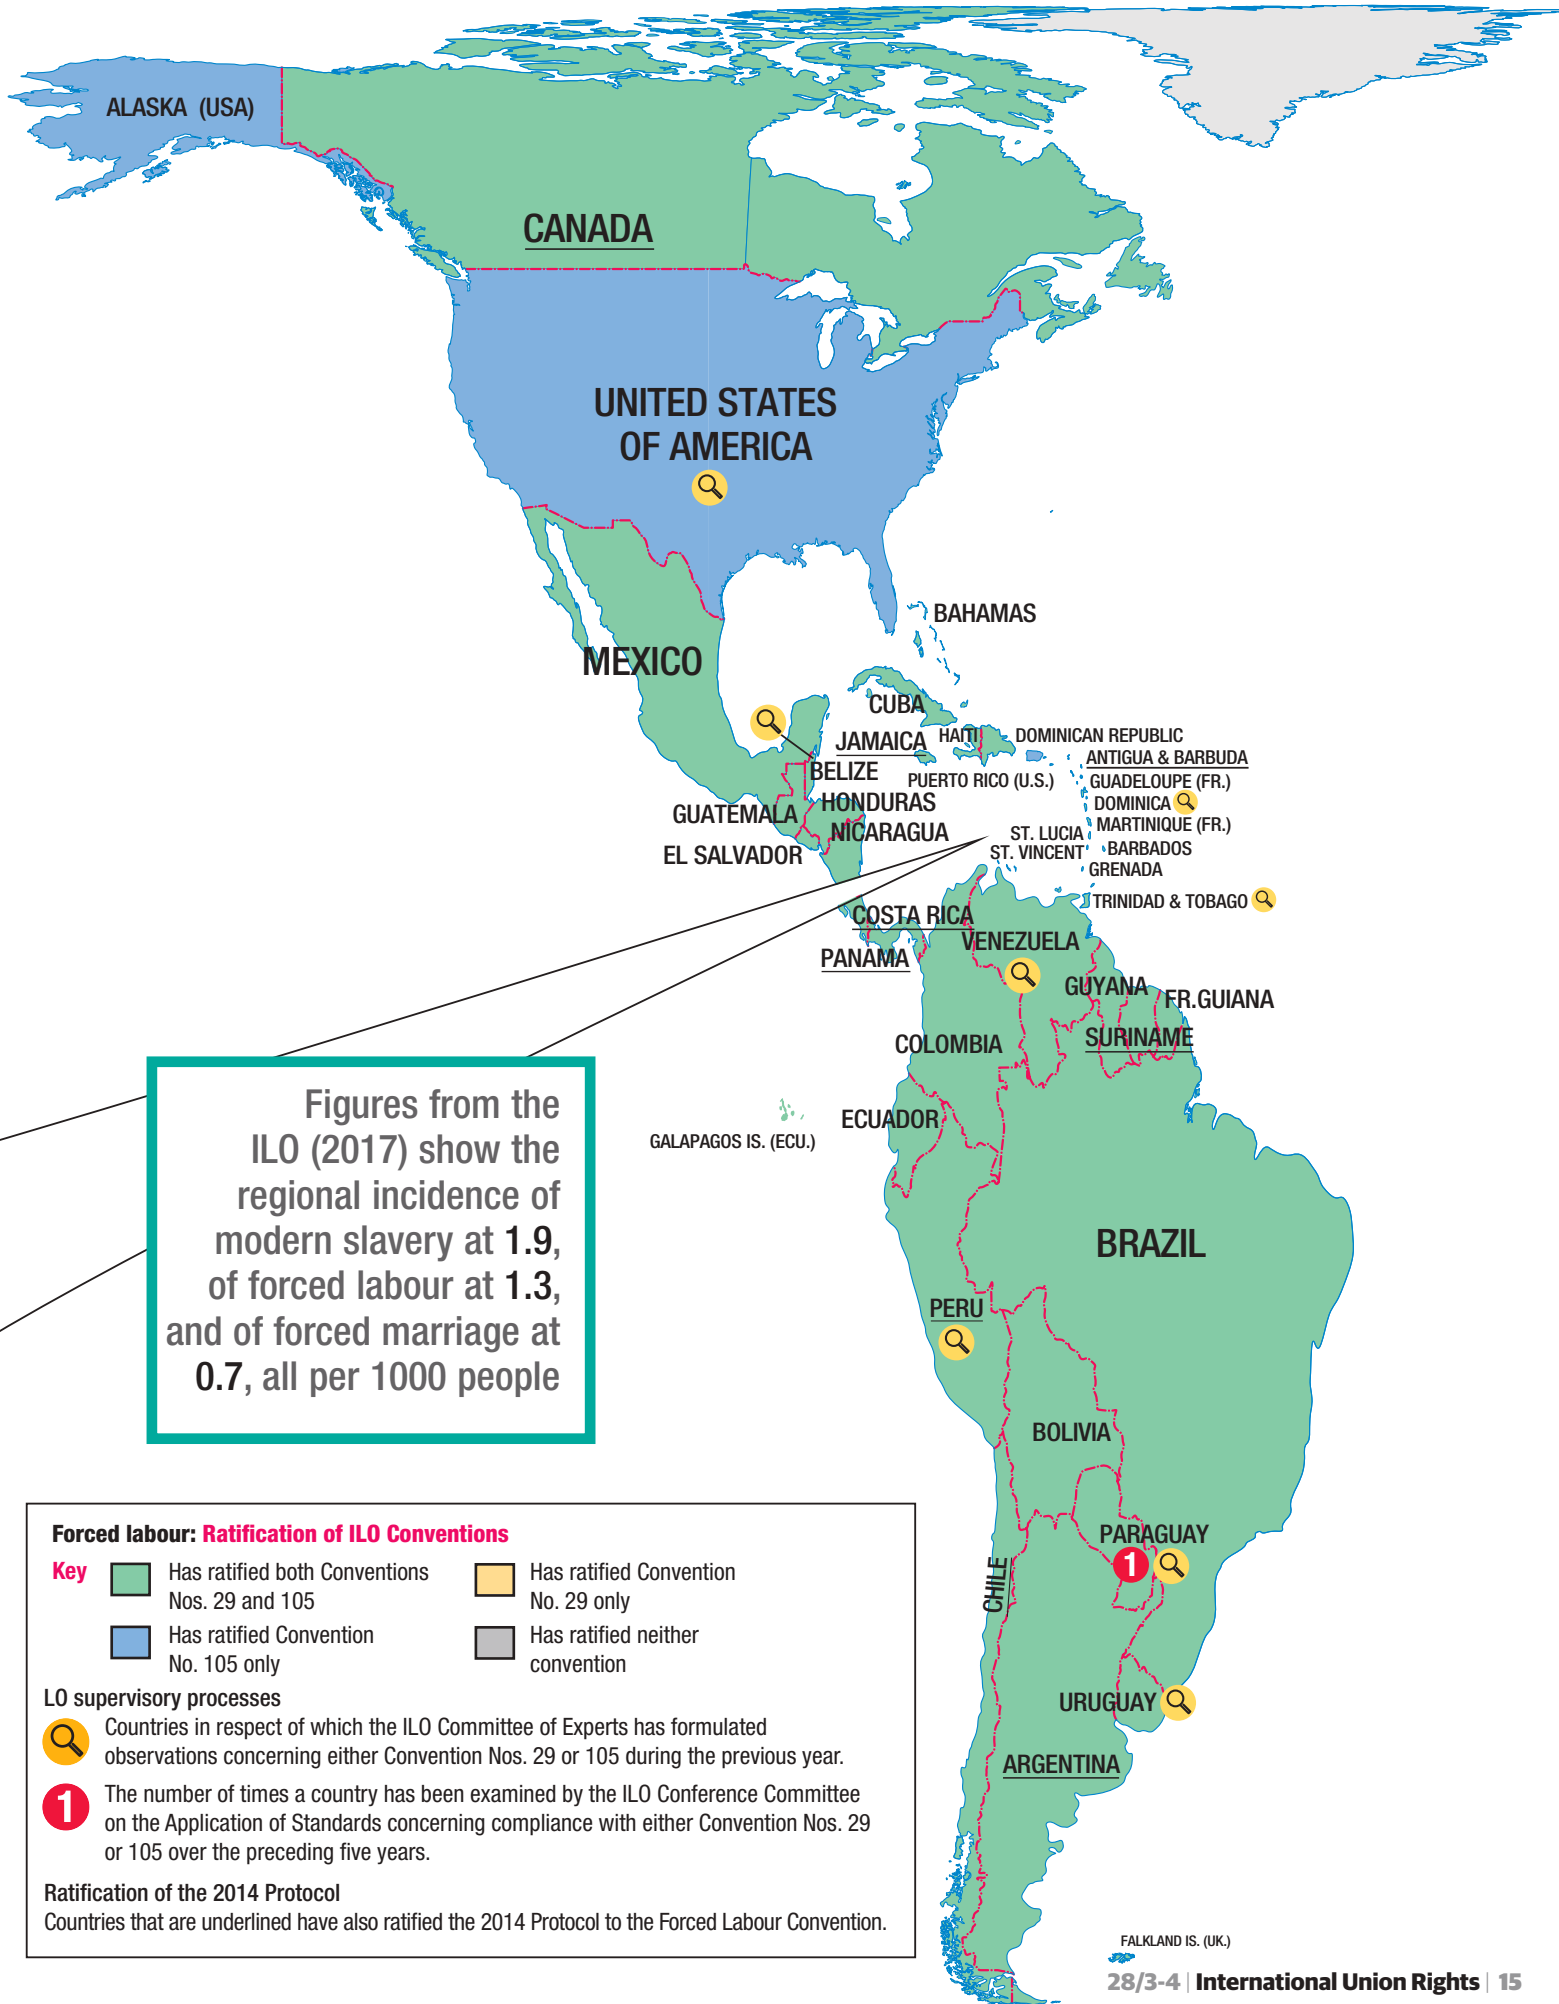 ALASKA (USA)
CANADA
UNITED STATES
OF AMERICA
BAHAMAS
MEXICO
CUBA
JAMAICA
HAITI
DOMINICAN REPUBLIC
ANTIGUA & BARBUDA
BELIZE
PUERTO RICO (U.S.)
GUADELOUPE (FR.)
DOMINICA
HONDURAS
GUATEMALA
MARTINIQUE (FR.)
NICARAGUA
ST. LUCIA
BARBADOS
EL SALVADOR
ST. VINCENT
GRENADA
TRINIDAD & TOBAGO
COSTA RICA
VENEZUELA
PANAMA
GUYANA
FR.GUIANA
COLOMBIA
SURINAME
ECUADOR
GALAPAGOS IS. (ECU.)
Figures from the
ILO (2017) show the
regional incidence of
modern slavery at 1.9,
of forced labour at 1.3,
and of forced marriage at
0.7, all per 1000 people
BRAZIL
PERU
BOLIVIA
PARAGUAY
1
CHILE
URUGUAY
ARGENTINA
FALKLAND IS. (UK.)
Forced labour: Ratification of ILO Conventions
Key
Has ratified both Conventions
Nos. 29 and 105
Has ratified Convention
No. 29 only
Has ratified Convention
No. 105 only
Has ratified neither
convention
LO supervisory processes
Countries in respect of which the ILO Committee of Experts has formulated
observations concerning either Convention Nos. 29 or 105 during the previous year.
1
The number of times a country has been examined by the ILO Conference Committee
on the Application of Standards concerning compliance with either Convention Nos. 29
or 105 over the preceding five years.
Ratification of the 2014 Protocol
Countries that are underlined have also ratified the 2014 Protocol to the Forced Labour Convention.
28/3-4 | International Union Rights | 15